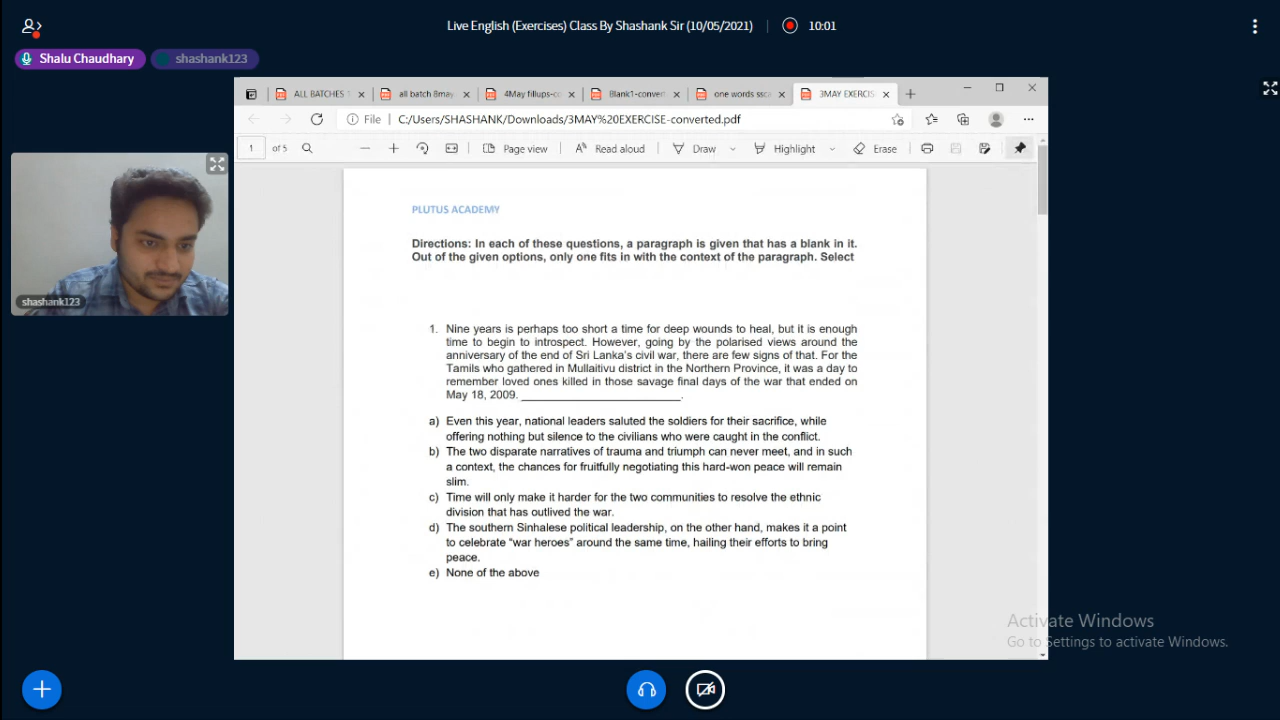 Live English (Exercises) Class By Shashank Sir (10/05/2021)
10:01
Shalu Chaudhary
shashank123
ALL BATCHES
all batch 8may
4May fillups-co
Blank1-convert
one words ssc
3MAY EXERCIS
File
C:/Users/SHASHANK/Downloads/3MAY%20EXERCISE-converted.pdf
1 of 5
Page view
Read aloud
Draw
Highlight
Erase
PLUTUS ACADEMY
Directions: In each of these questions, a paragraph is given that has a blank in it.
Out of the given options, only one fits in with the context of the paragraph. Select
1. Nine years is perhaps too short a time for deep wounds to heal, but it is enough
time to begin to introspect. However, going by the polarised views around the
anniversary of the end of Sri Lanka's civil war, there are few signs of that. For the
Tamils who gathered in Mullaitivu district in the Northern Province, it was a day to
remember loved ones killed in those savage final days of the war that ended on
May 18, 2009. __________________________.
a) Even this year, national leaders saluted the soldiers for their sacrifice, while
offering nothing but silence to the civilians who were caught in the conflict.
b) The two disparate narratives of trauma and triumph can never meet, and in such
a context, the chances for fruitfully negotiating this hard-won peace will remain
slim.
c) Time will only make it harder for the two communities to resolve the ethnic
division that has outlived the war.
d) The southern Sinhalese political leadership, on the other hand, makes it a point
to celebrate “war heroes” around the same time, hailing their efforts to bring
peace.
e) None of the above
shashank123
Activate Windows
Go to Settings to activate Windows.